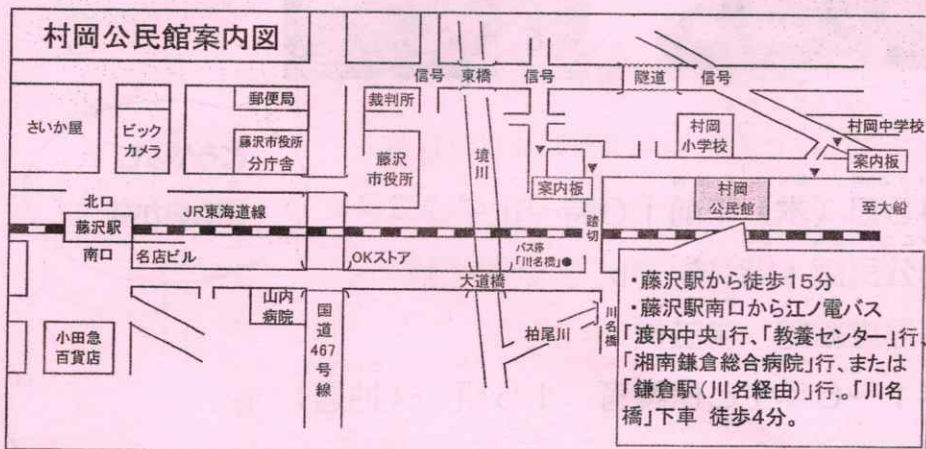 村岡公民館案内図
信号
東橋
信号
隧道
信号
さいか屋
ビック
カメラ
郵便局
藤沢市役所
分庁舎
裁判所
藤沢
市役所
境川
案内板
村岡
小学校
村岡中学校
案内板
北口
藤沢駅
南口
JR東海道線
名店ビル
OKストア
バス停
「川名橋」●
踏切
村岡
公民館
至大船
大道橋
山内
病院
国道467号線
小田急
百貨店
柏尾川
川名橋
・藤沢駅から徒歩15分
・藤沢駅南口から江ノ電バス
「渡内中央」行、「教養センター」行、
「湘南鎌倉総合病院」行、または
「鎌倉駅(川名経由)」行。「川名
橋」下車 徒歩4分。